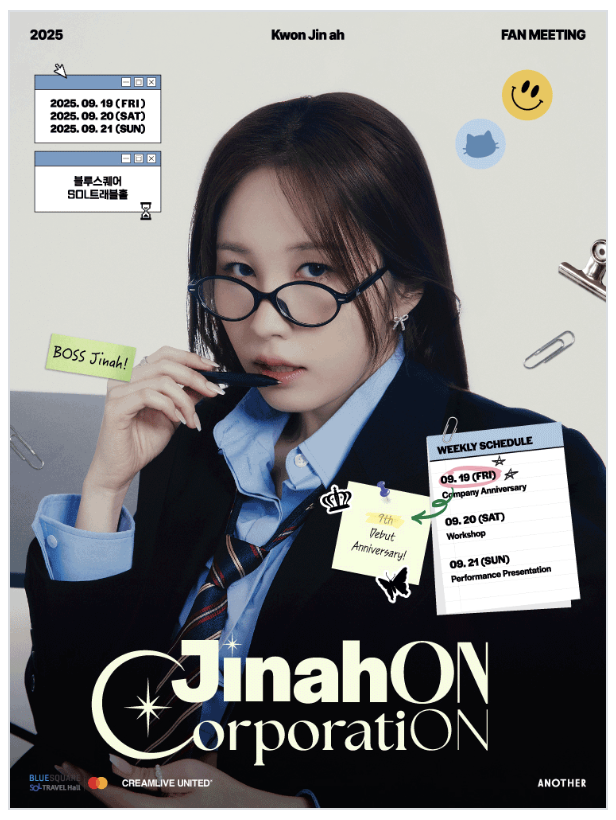 2025
Kwon Jin ah
FAN MEETING
2025. 09. 19 (FRI)
2025. 09. 20 (SAT)
2025. 09. 21 (SUN)
블루스퀘어
SOL트래블홀
BOSS Jinah!
WEEKLY SCHEDULE
09. 19 (FRI)
Company Anniversary
09. 20 (SAT)
Workshop
09. 21 (SUN)
Performance Presentation
9th
Debut
Anniversary!
JinahON
CorporatiON
BLUESQUARE
SOL TRAVEL Hall
CREAMLIVE UNITED
ANOTHER